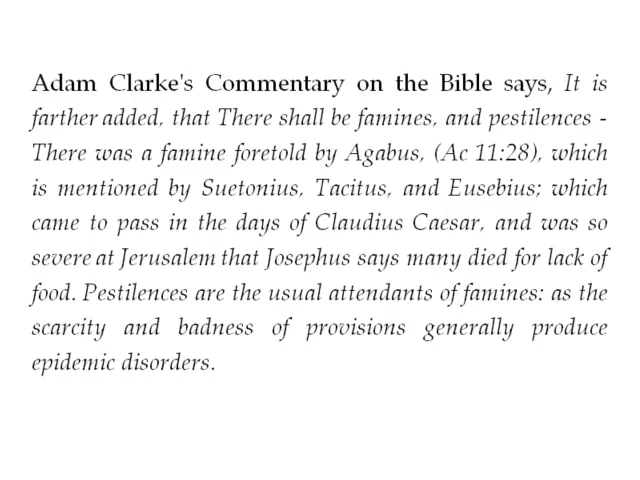 Adam Clarke's Commentary on the Bible says, It is
farther added, that There shall be famines, and pestilences -
There was a famine foretold by Agabus, (Ac 11:28), which
is mentioned by Suetonius, Tacitus, and Eusebius; which
came to pass in the days of Claudius Caesar, and was so
severe at Jerusalem that Josephus says many died for lack of
food. Pestilences are the usual attendants of famines: as the
scarcity and badness of provisions generally produce
epidemic disorders.